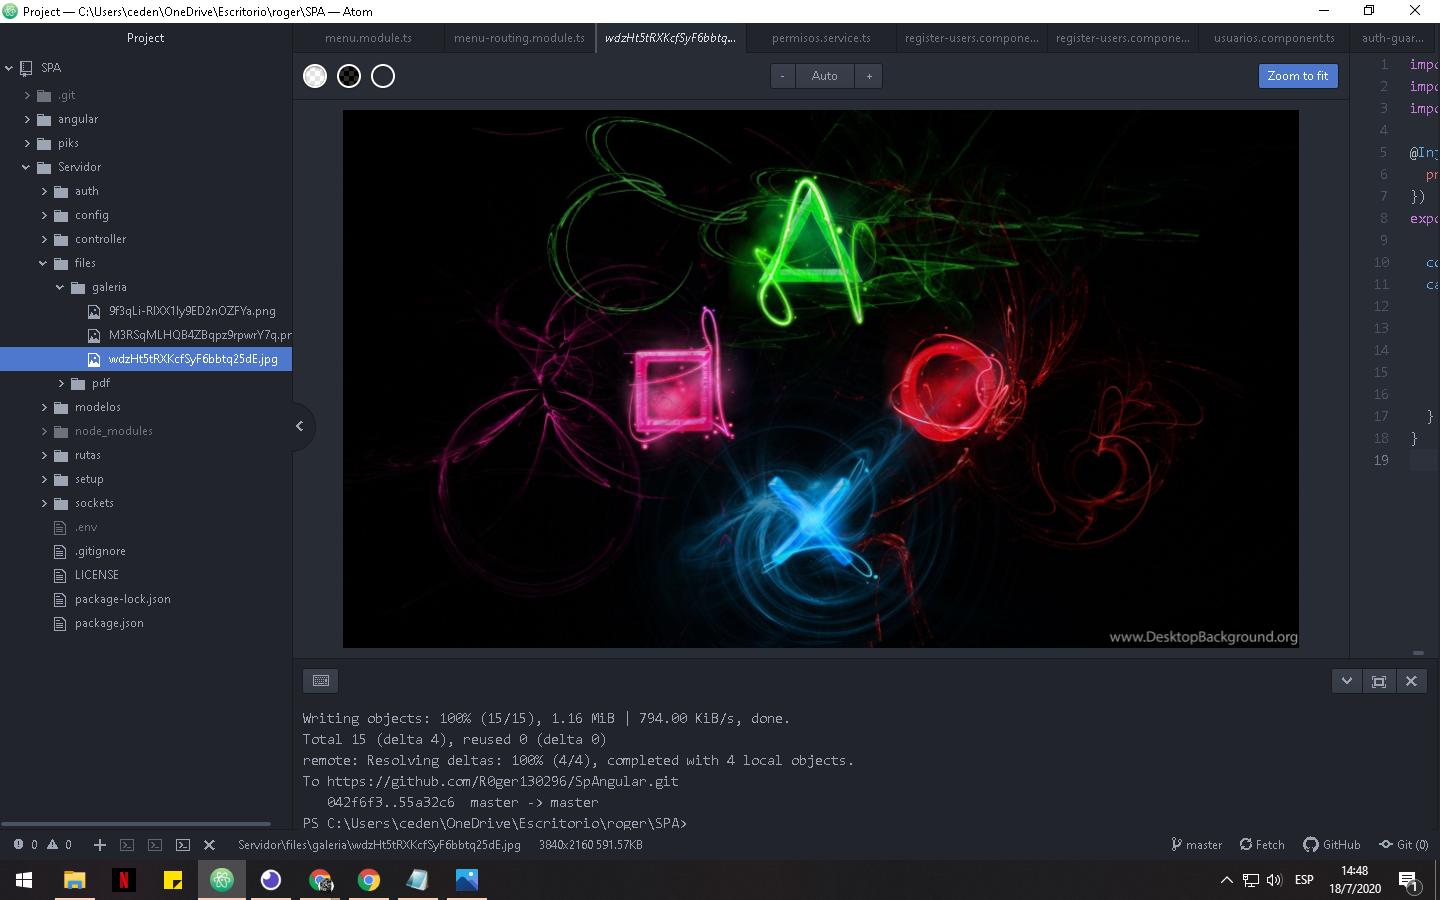 Project — C:\Users\ceden\OneDrive\Escritorio\roger\SPA — Atom
Project
SPA
.git
angular
piks
Servidor
auth
config
controller
files
galeria
9f3qLi-RIXX1Iy9ED2nOZFYa.png
M3RSqMLHQB4ZBqpz9rpwrY7q.pn
wdzHt5tRXKcfSyF6bbtq25dE.jpg
pdf
modelos
node_modules
rutas
setup
sockets
.env
.gitignore
LICENSE
package-lock.json
package.json
menu.module.ts
menu-routing.module.ts
wdzHt5tRXKcfSyF6bbtq...
permisos.service.ts
register-users.compone...
register-users.compone...
usuarios.component.ts
auth-guar...
- Auto +
Zoom to fit
1 impo
2 impo
3 impo
4
5 @Inj
6 pr
7 })
8 expo
9
10 co
11 ca
12
13
14
15
16
17 }
18 }
19
www.DesktopBackground.org
Writing objects: 100% (15/15), 1.16 MiB | 794.00 KiB/s, done.
Total 15 (delta 4), reused 0 (delta 0)
remote: Resolving deltas: 100% (4/4), completed with 4 local objects.
To https://github.com/R0ger130296/SpAngular.git
042f6f3..55a32c6 master -> master
PS C:\Users\ceden\OneDrive\Escritorio\roger\SPA>
0 0 Servidor\files\galeria\wdzHt5tRXKcfSyF6bbtq25dE.jpg 3840x2160 591.57KB master Fetch GitHub Git (0)
ESP
14:48
18/7/2020
1